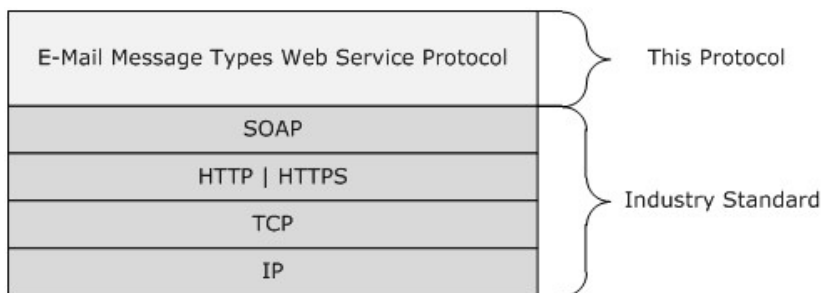 E-Mail Message Types Web Service Protocol
This Protocol
SOAP
HTTP | HTTPS
Industry Standard
TCP
IP